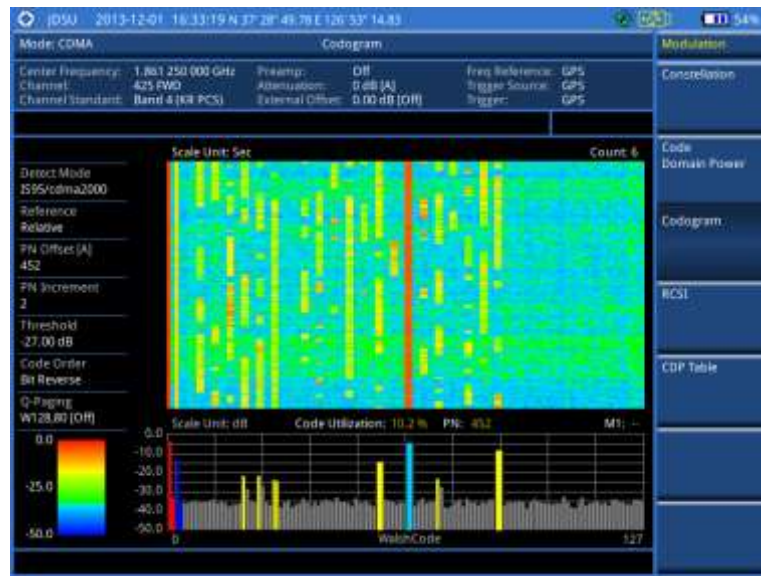 JDSU 2013-12-01 16:33:19 N 37° 28' 49.78 E 126° 53' 14.83 54%
Mode: CDMA Codogram Modulation
Center Frequency: 1.861 250 000 GHz Preamp: Off Freq Reference: GPS
Channel: 425 FWD Attenuation: 0 dB [A] Trigger Source: GPS
Channel Standard: Band 4 (KR PCS) External Offset: 0.00 dB [Off] Trigger: GPS
Constellation
Code
Domain Power
Codogram
RCSI
CDP Table
Scale Unit: Sec Count: 6
Detect Mode
IS95/cdma2000
Reference
Relative
PN Offset [A]
452
PN Increment
2
Threshold
-27.00 dB
Code Order
Bit Reverse
Q-Paging
W128,80 [Off]
Scale Unit: dB Code Utilization: 10.2 % PN: 452 M1: --
0.0
-25.0
-50.0
0.0
-10.0
-20.0
-30.0
-40.0
-50.0
0 WalshCode 127